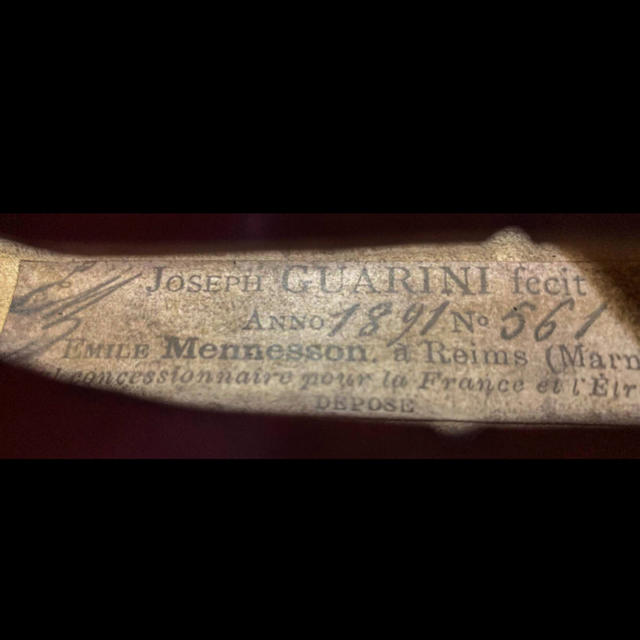 JOSEPH GUARINI fecit
ANNO 1891 No 561
EMILE Mennesson, à Reims (Marn
concessionnaire pour la France et l'Etr
DÉPOSÉ